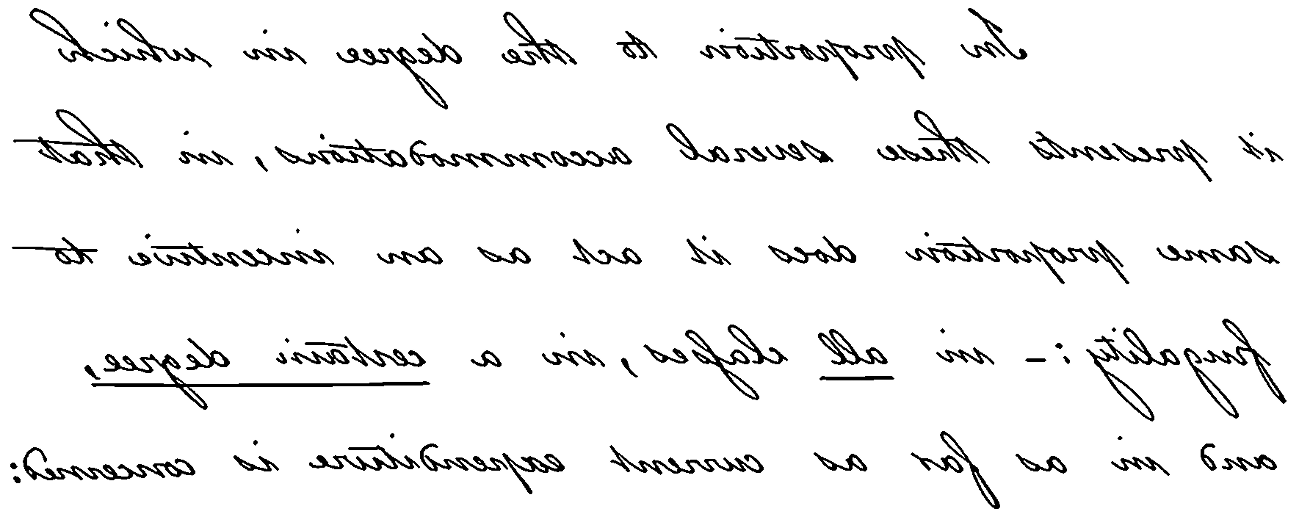 In proportion to the degree in which
it presents these several accommodations, in that
same proportion does it act as an incentive to
frugality: – in all claſses, in a certain degree,
and in as far as current expenditure is concerned: